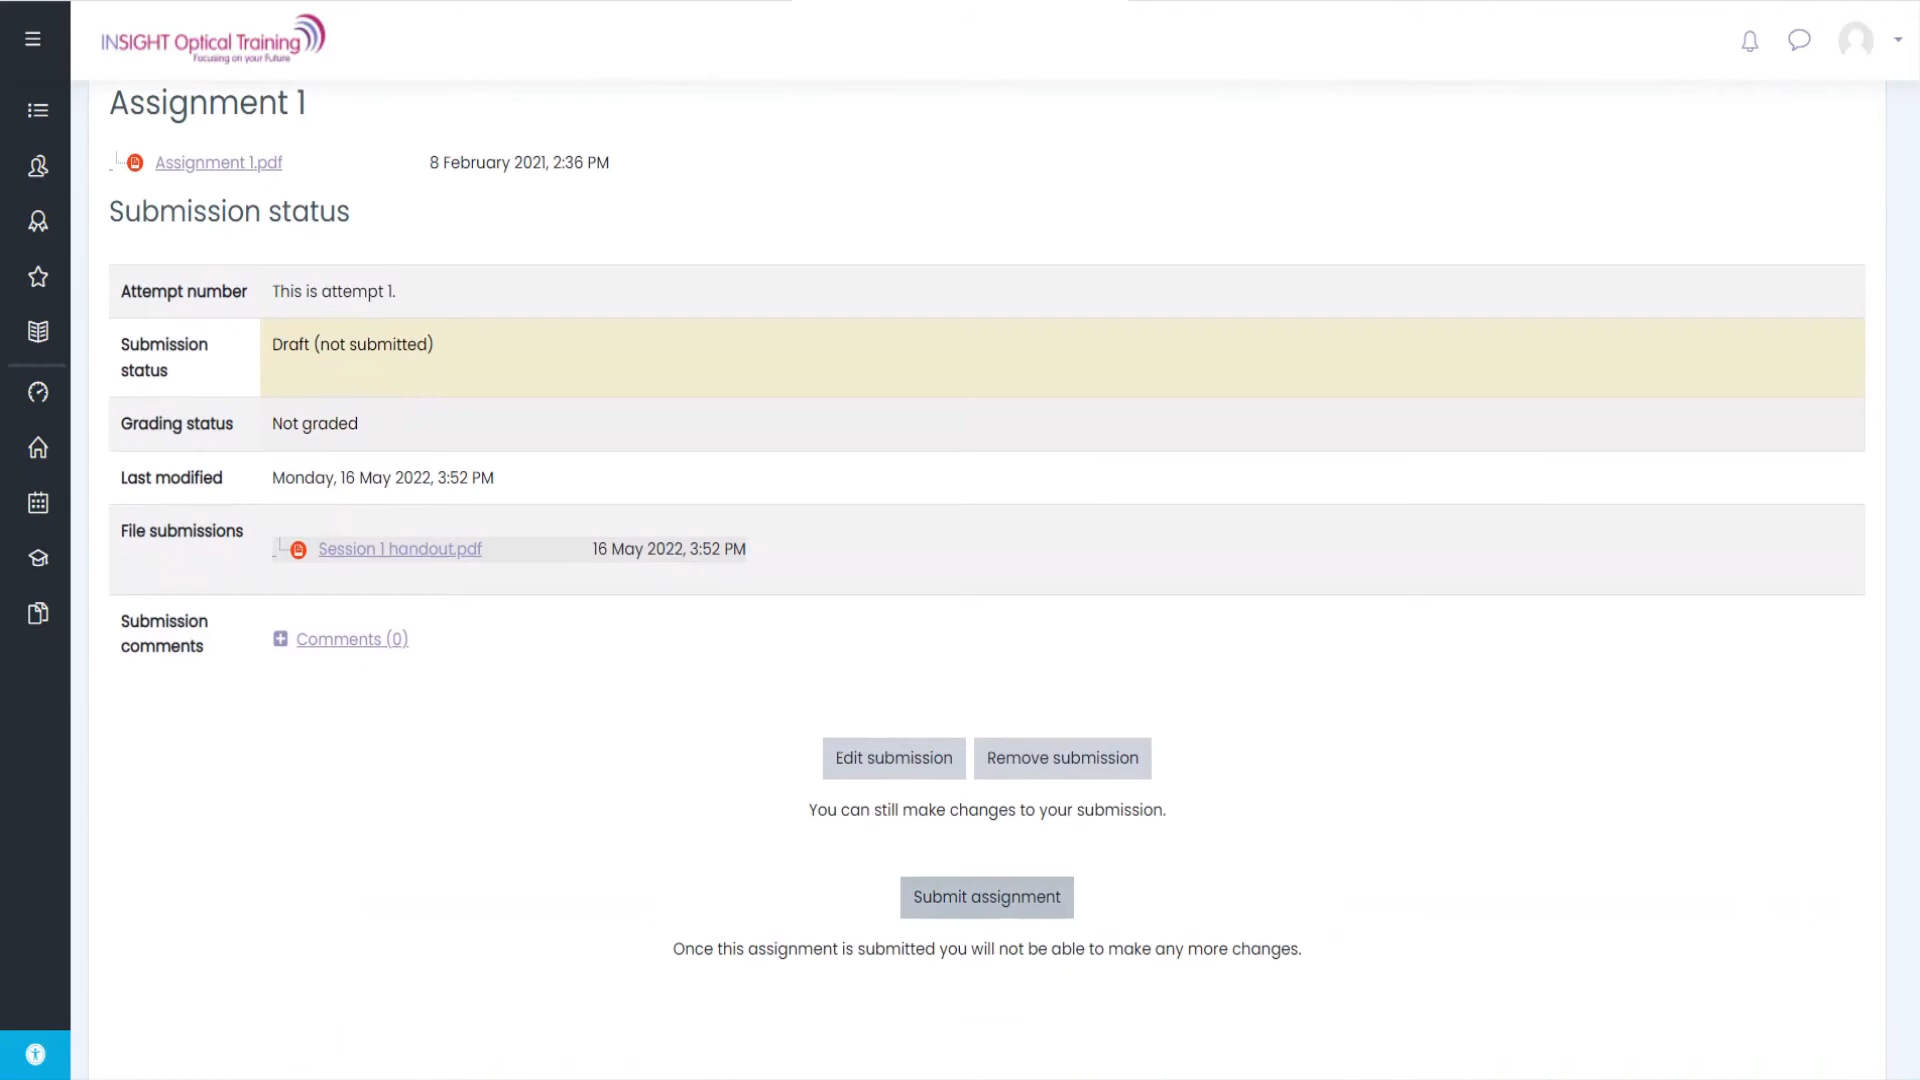 INSIGHT Optical Training
Focusing on your Future
Assignment 1
Assignment 1.pdf 8 February 2021, 2:36 PM
Submission status
Attempt number This is attempt 1.
Submission status Draft (not submitted)
Grading status Not graded
Last modified Monday, 16 May 2022, 3:52 PM
File submissions
Session 1 handout.pdf 16 May 2022, 3:52 PM
Submission comments Comments (0)
Edit submission Remove submission
You can still make changes to your submission.
Submit assignment
Once this assignment is submitted you will not be able to make any more changes.